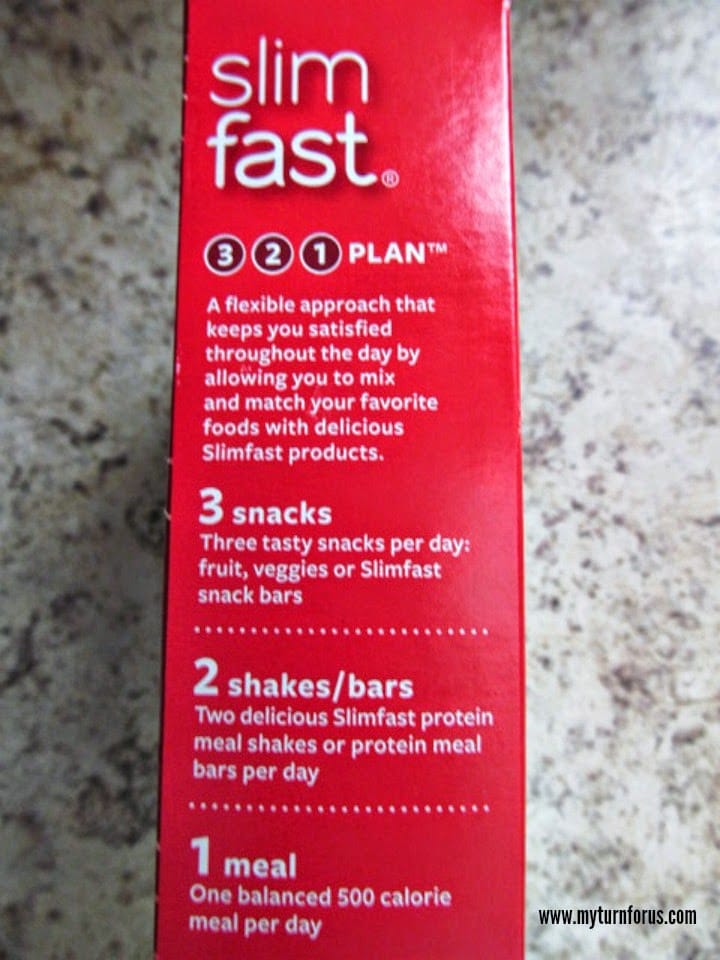 slim
fast®
3 2 1 PLAN™
A flexible approach that
keeps you satisfied
throughout the day by
allowing you to mix
and match your favorite
foods with delicious
Slimfast products.
3 snacks
Three tasty snacks per day:
fruit, veggies or Slimfast
snack bars
2 shakes/bars
Two delicious Slimfast protein
meal shakes or protein meal
bars per day
1 meal
One balanced 500 calorie
meal per day
www.myturnforus.com